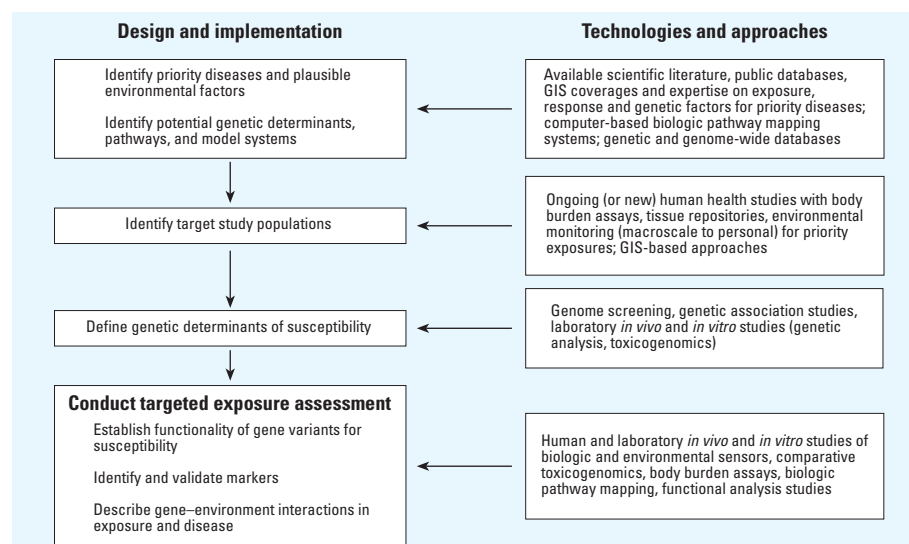 Design and implementation
Identify priority diseases and plausible
environmental factors
Identify potential genetic determinants,
pathways, and model systems
Identify target study populations
Define genetic determinants of susceptibility
Conduct targeted exposure assessment
Establish functionality of gene variants for
susceptibility
Identify and validate markers
Describe gene–environment interactions in
exposure and disease
Technologies and approaches
Available scientific literature, public databases,
GIS coverages and expertise on exposure,
response and genetic factors for priority diseases;
computer-based biologic pathway mapping
systems; genetic and genome-wide databases
Ongoing (or new) human health studies with body
burden assays, tissue repositories, environmental
monitoring (macroscale to personal) for priority
exposures; GIS-based approaches
Genome screening, genetic association studies,
laboratory in vivo and in vitro studies (genetic
analysis, toxicogenomics)
Human and laboratory in vivo and in vitro studies of
biologic and environmental sensors, comparative
toxicogenomics, body burden assays, biologic
pathway mapping, functional analysis studies